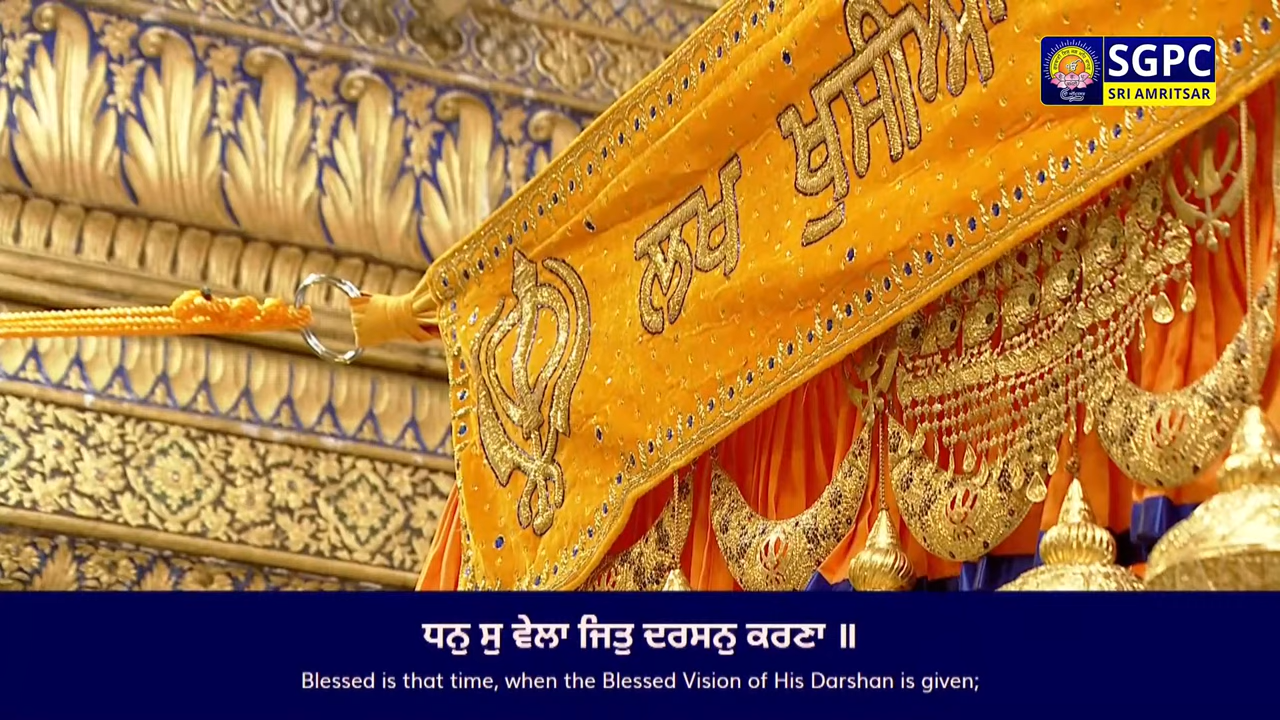 SGPC
SRI AMRITSAR
ਲਖ ਖੁਸੀਆ
ਧਨੁ ਸੁ ਵੇਲਾ ਜਿਤੁ ਦਰਸਨੁ ਕਰਣਾ ॥
Blessed is that time, when the Blessed Vision of His Darshan is given;